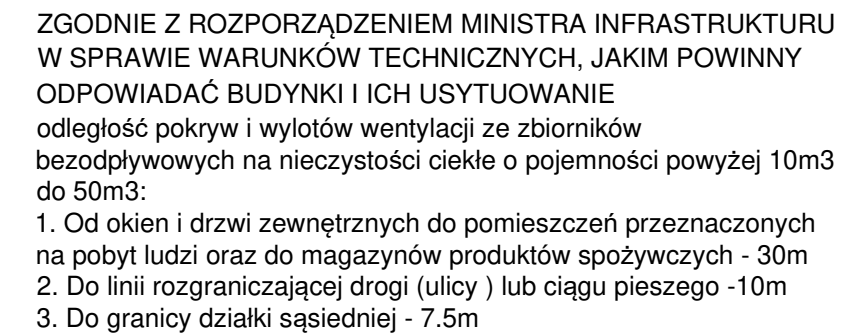 ZGODNIE Z ROZPORZĄDZENIEM MINISTRA INFRASTRUKTURU
W SPRAWIE WARUNKÓW TECHNICZNYCH, JAKIM POWINNY
ODPOWIADAĆ BUDYNKI I ICH USYTUOWANIE
odległość pokryw i wylotów wentylacji ze zbiorników
bezodpływowych na nieczystości ciekłe o pojemności powyżej 10m3
do 50m3:
1. Od okien i drzwi zewnętrznych do pomieszczeń przeznaczonych
na pobyt ludzi oraz do magazynów produktów spożywczych - 30m
2. Do linii rozgraniczającej drogi (ulicy ) lub ciągu pieszego -10m
3. Do granicy działki sąsiedniej - 7.5m